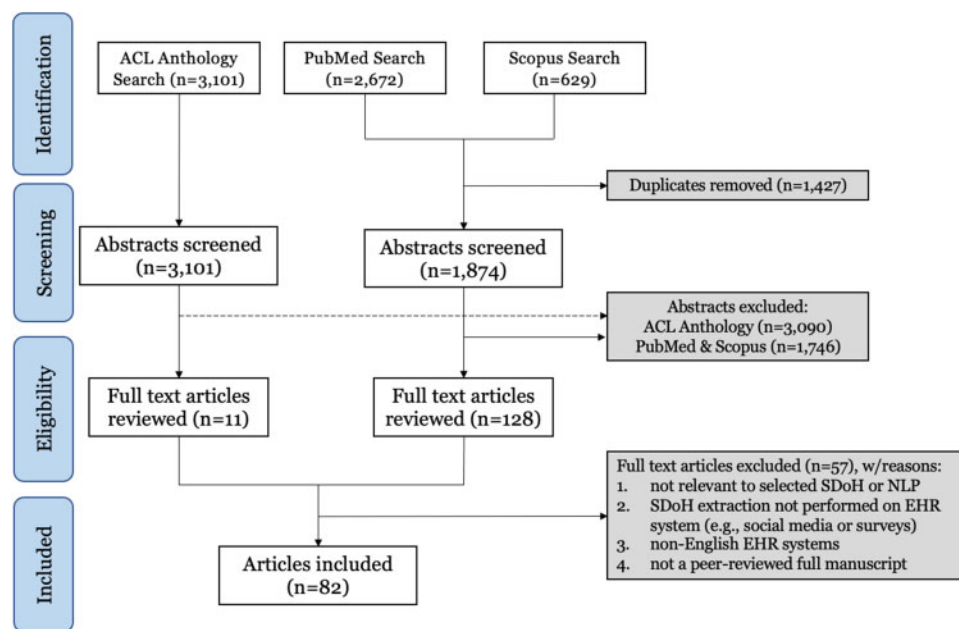 Identification
ACL Anthology
Search (n=3,101)
PubMed Search
(n=2,672)
Scopus Search
(n=629)
Duplicates removed (n=1,427)
Screening
Abstracts screened
(n=3,101)
Abstracts screened
(n=1,874)
Abstracts excluded:
ACL Anthology (n=3,090)
PubMed & Scopus (n=1,746)
Eligibility
Full text articles
reviewed (n=11)
Full text articles
reviewed (n=128)
Full text articles excluded (n=57), w/reasons:
1. not relevant to selected SDoH or NLP
2. SDoH extraction not performed on EHR
system (e.g., social media or surveys)
3. non-English EHR systems
4. not a peer-reviewed full manuscript
Included
Articles included
(n=82)